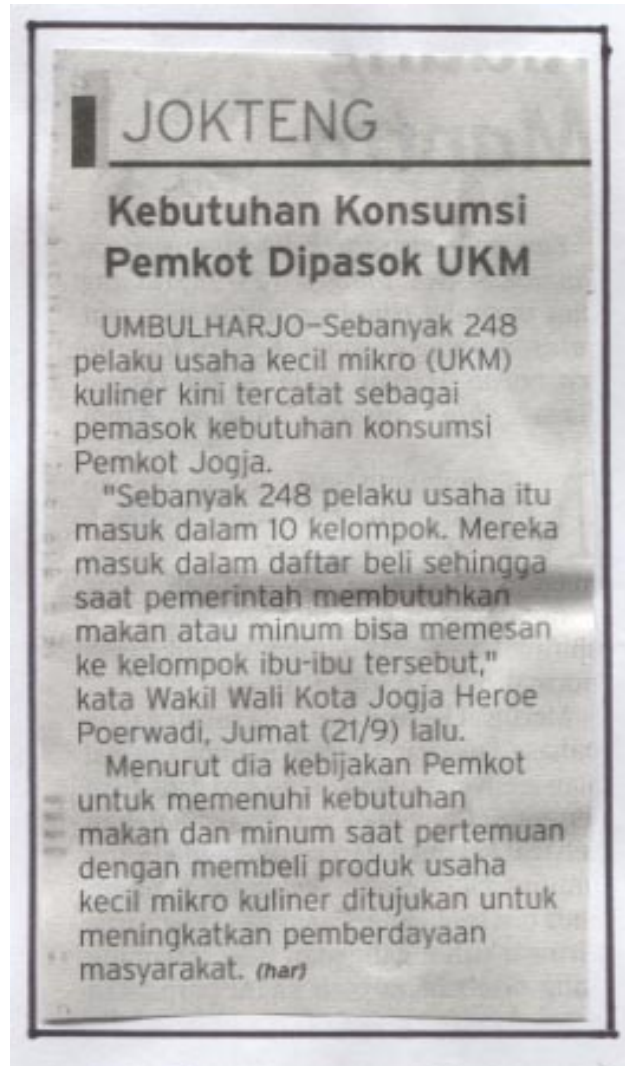 JOKTENG
Kebutuhan Konsumsi
Pemkot Dipasok UKM
UMBULHARJO–Sebanyak 248
pelaku usaha kecil mikro (UKM)
kuliner kini tercatat sebagai
pemasok kebutuhan konsumsi
Pemkot Jogja.
"Sebanyak 248 pelaku usaha itu
masuk dalam 10 kelompok. Mereka
masuk dalam daftar beli sehingga
saat pemerintah membutuhkan
makan atau minum bisa memesan
ke kelompok ibu-ibu tersebut,"
kata Wakil Wali Kota Jogja Heroe
Poerwadi, Jumat (21/9) lalu.
Menurut dia kebijakan Pemkot
untuk memenuhi kebutuhan
makan dan minum saat pertemuan
dengan membeli produk usaha
kecil mikro kuliner ditujukan untuk
meningkatkan pemberdayaan
masyarakat. (har)